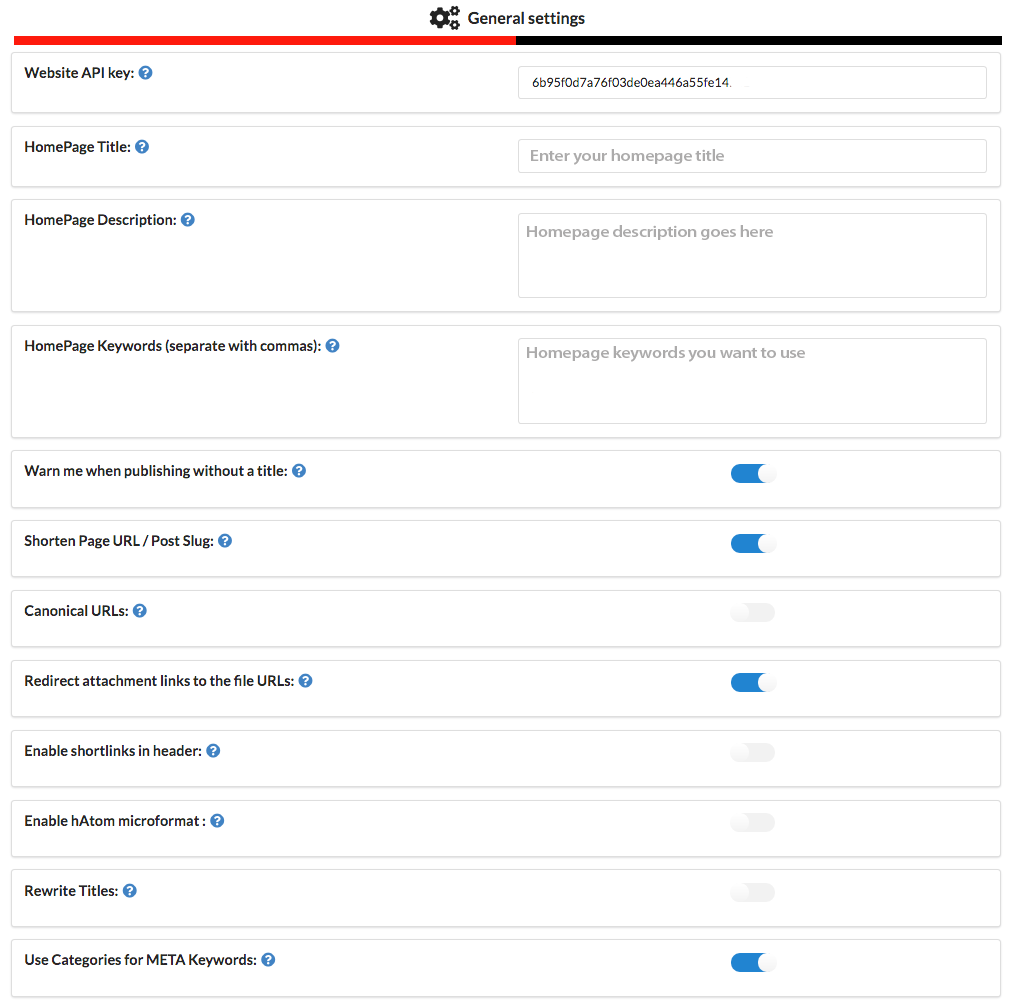 General settings
Website API key:
6b95f0d7a76f03de0ea446a55fe14.
HomePage Title:
Enter your homepage title
HomePage Description:
Homepage description goes here
HomePage Keywords (separate with commas):
Homepage keywords you want to use
Warn me when publishing without a title:
Shorten Page URL / Post Slug:
Canonical URLs:
Redirect attachment links to the file URLs:
Enable shortlinks in header:
Enable hAtom microformat :
Rewrite Titles:
Use Categories for META Keywords: